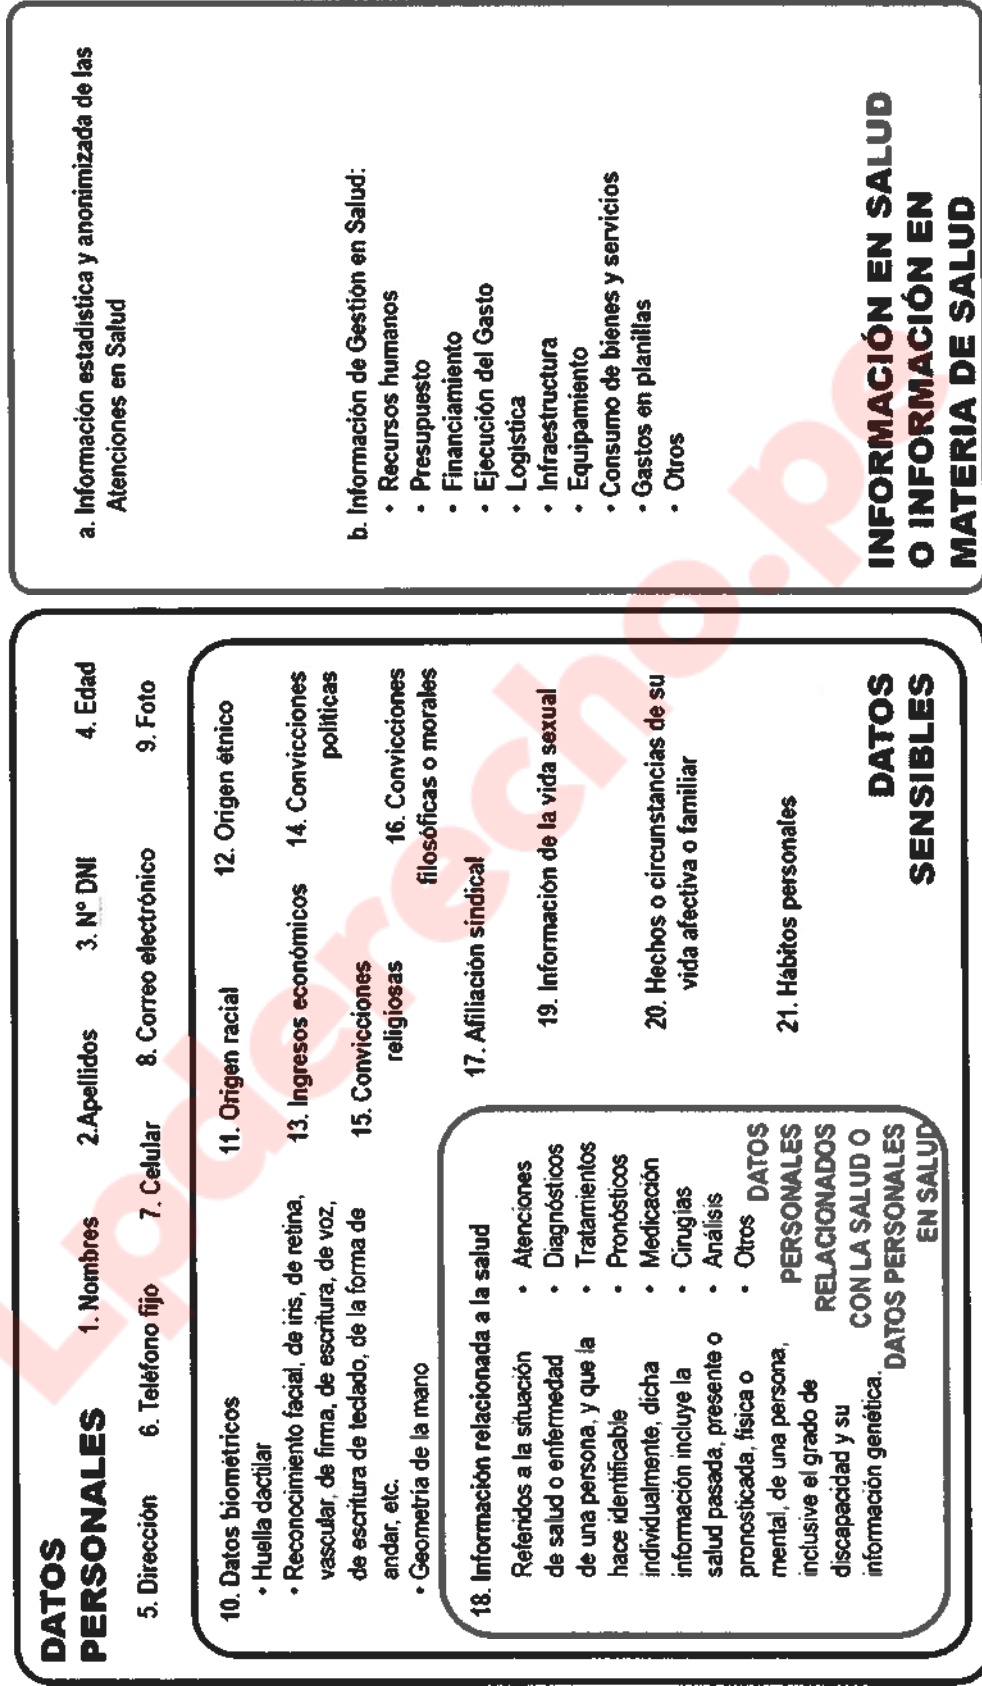 DATOS
PERSONALES
1. Nombres
2.Apellidos
3. Nº DNI
4. Edad
5. Dirección
6. Teléfono fijo
7. Celular
8. Correo electrónico
9. Foto
10. Datos biométricos
• Huella dactilar
• Reconocimiento facial, de iris, de retina,
vascular, de firma, de escritura, de voz,
de escritura de teclado, de la forma de
andar, etc.
• Geometría de la mano
11. Origen racial
12. Origen étnico
13. Ingresos económicos
14. Convicciones
políticas
15. Convicciones
religiosas
16. Convicciones
filosóficas o morales
17. Afiliación sindical
18. Información relacionada a la salud
Referidos a la situación
de salud o enfermedad
de una persona, y que la
hace identificable
individualmente, dicha
información incluye la
salud pasada, presente o
pronosticada, física o
mental, de una persona,
inclusive el grado de
discapacidad y su
información genética.
• Atenciones
• Diagnósticos
• Tratamientos
• Pronósticos
• Medicación
• Cirugías
• Análisis
• Otros
DATOS
PERSONALES
RELACIONADOS
CON LA SALUD O
DATOS PERSONALES
EN SALUD
19. Información de la vida sexual
20. Hechos o circunstancias de su
vida afectiva o familiar
21. Hábitos personales
DATOS
SENSIBLES
a. Información estadística y anonimizada de las
Atenciones en Salud
b. Información de Gestión en Salud:
• Recursos humanos
• Presupuesto
• Financiamiento
• Ejecución del Gasto
• Logística
• Infraestructura
• Equipamiento
• Consumo de bienes y servicios
• Gastos en planillas
• Otros
INFORMACIÓN EN SALUD
O INFORMACIÓN EN
MATERIA DE SALUD
Lpderecho.pe